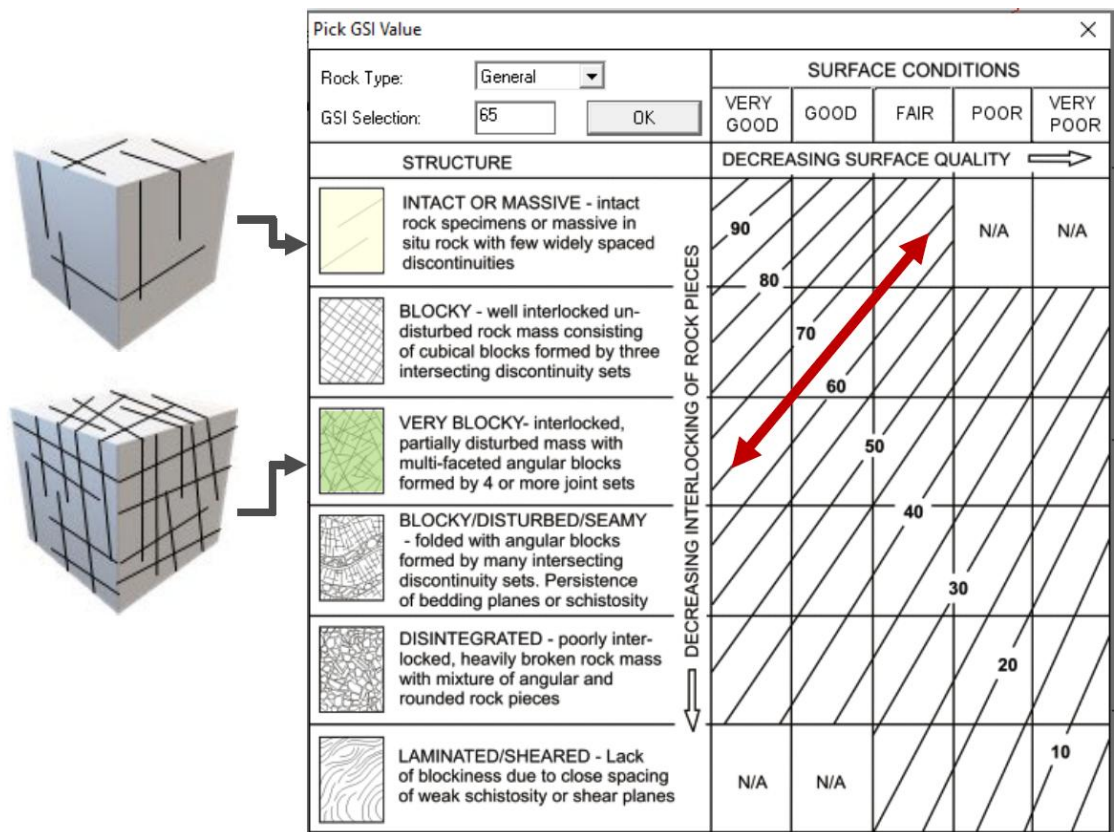 Pick GSI Value
Rock Type:
General
GSI Selection:
65
OK
SURFACE CONDITIONS
VERY
GOOD
GOOD
FAIR
POOR
VERY
POOR
STRUCTURE
DECREASING SURFACE QUALITY
INTACT OR MASSIVE - intact
rock specimens or massive in
situ rock with few widely spaced
discontinuities
BLOCKY - well interlocked un-
disturbed rock mass consisting
of cubical blocks formed by three
intersecting discontinuity sets
VERY BLOCKY- interlocked,
partially disturbed mass with
multi-faceted angular blocks
formed by 4 or more joint sets
BLOCKY/DISTURBED/SEAMY
- folded with angular blocks
formed by many intersecting
discontinuity sets. Persistence
of bedding planes or schistosity
DISINTEGRATED - poorly inter-
locked, heavily broken rock mass
with mixture of angular and
rounded rock pieces
LAMINATED/SHEARED - Lack
of blockiness due to close spacing
of weak schistosity or shear planes
DECREASING INTERLOCKING OF ROCK PIECES
90
N/A
N/A
80
70
60
50
40
30
20
10
N/A
N/A